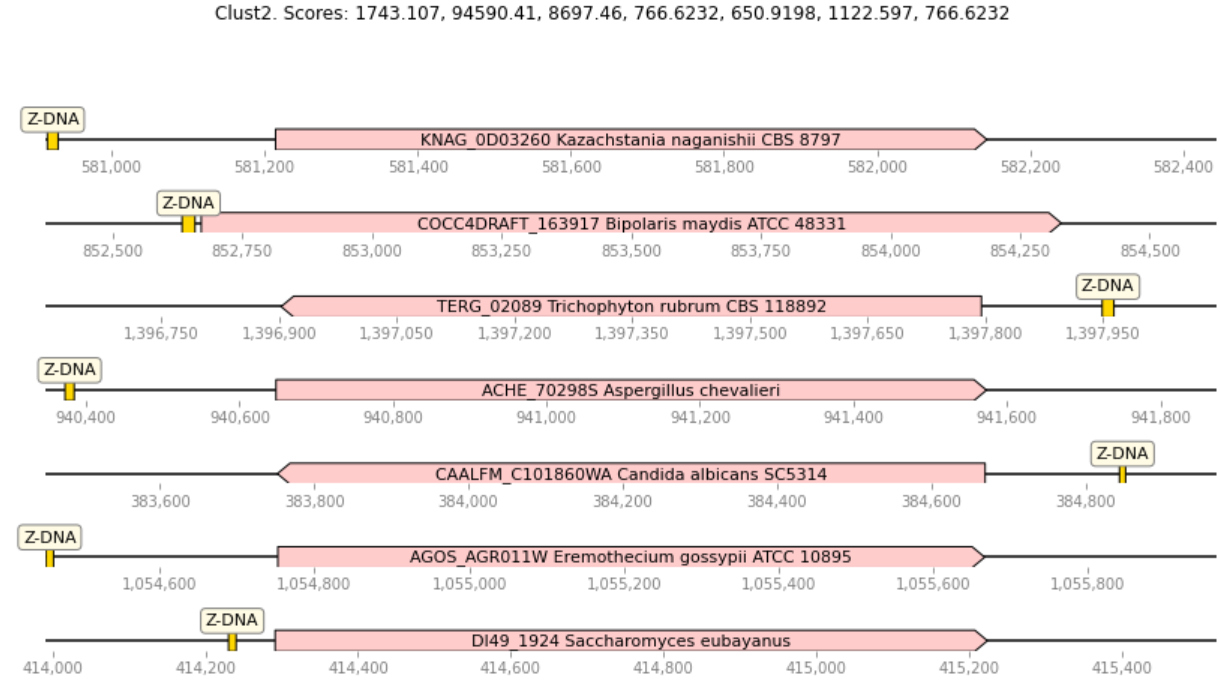 Clust2. Scores: 1743.107, 94590.41, 8697.46, 766.6232, 650.9198, 1122.597, 766.6232
Z-DNA
KNAG_0D03260 Kazachstania naganishii CBS 8797
581,000 581,200 581,400 581,600 581,800 582,000 582,200 582,400
Z-DNA
COCC4DRAFT_163917 Bipolaris maydis ATCC 48331
852,500 852,750 853,000 853,250 853,500 853,750 854,000 854,250 854,500
Z-DNA
TERG_02089 Trichophyton rubrum CBS 118892
1,396,750 1,396,900 1,397,050 1,397,200 1,397,350 1,397,500 1,397,650 1,397,800 1,397,950
Z-DNA
ACHE_70298S Aspergillus chevalieri
940,400 940,600 940,800 941,000 941,200 941,400 941,600 941,800
Z-DNA
CAALFM_C101860WA Candida albicans SC5314
383,600 383,800 384,000 384,200 384,400 384,600 384,800
Z-DNA
AGOS_AGR011W Eremothecium gossypii ATCC 10895
1,054,600 1,054,800 1,055,000 1,055,200 1,055,400 1,055,600 1,055,800
Z-DNA
DI49_1924 Saccharomyces eubayanus
414,000 414,200 414,400 414,600 414,800 415,000 415,200 415,400